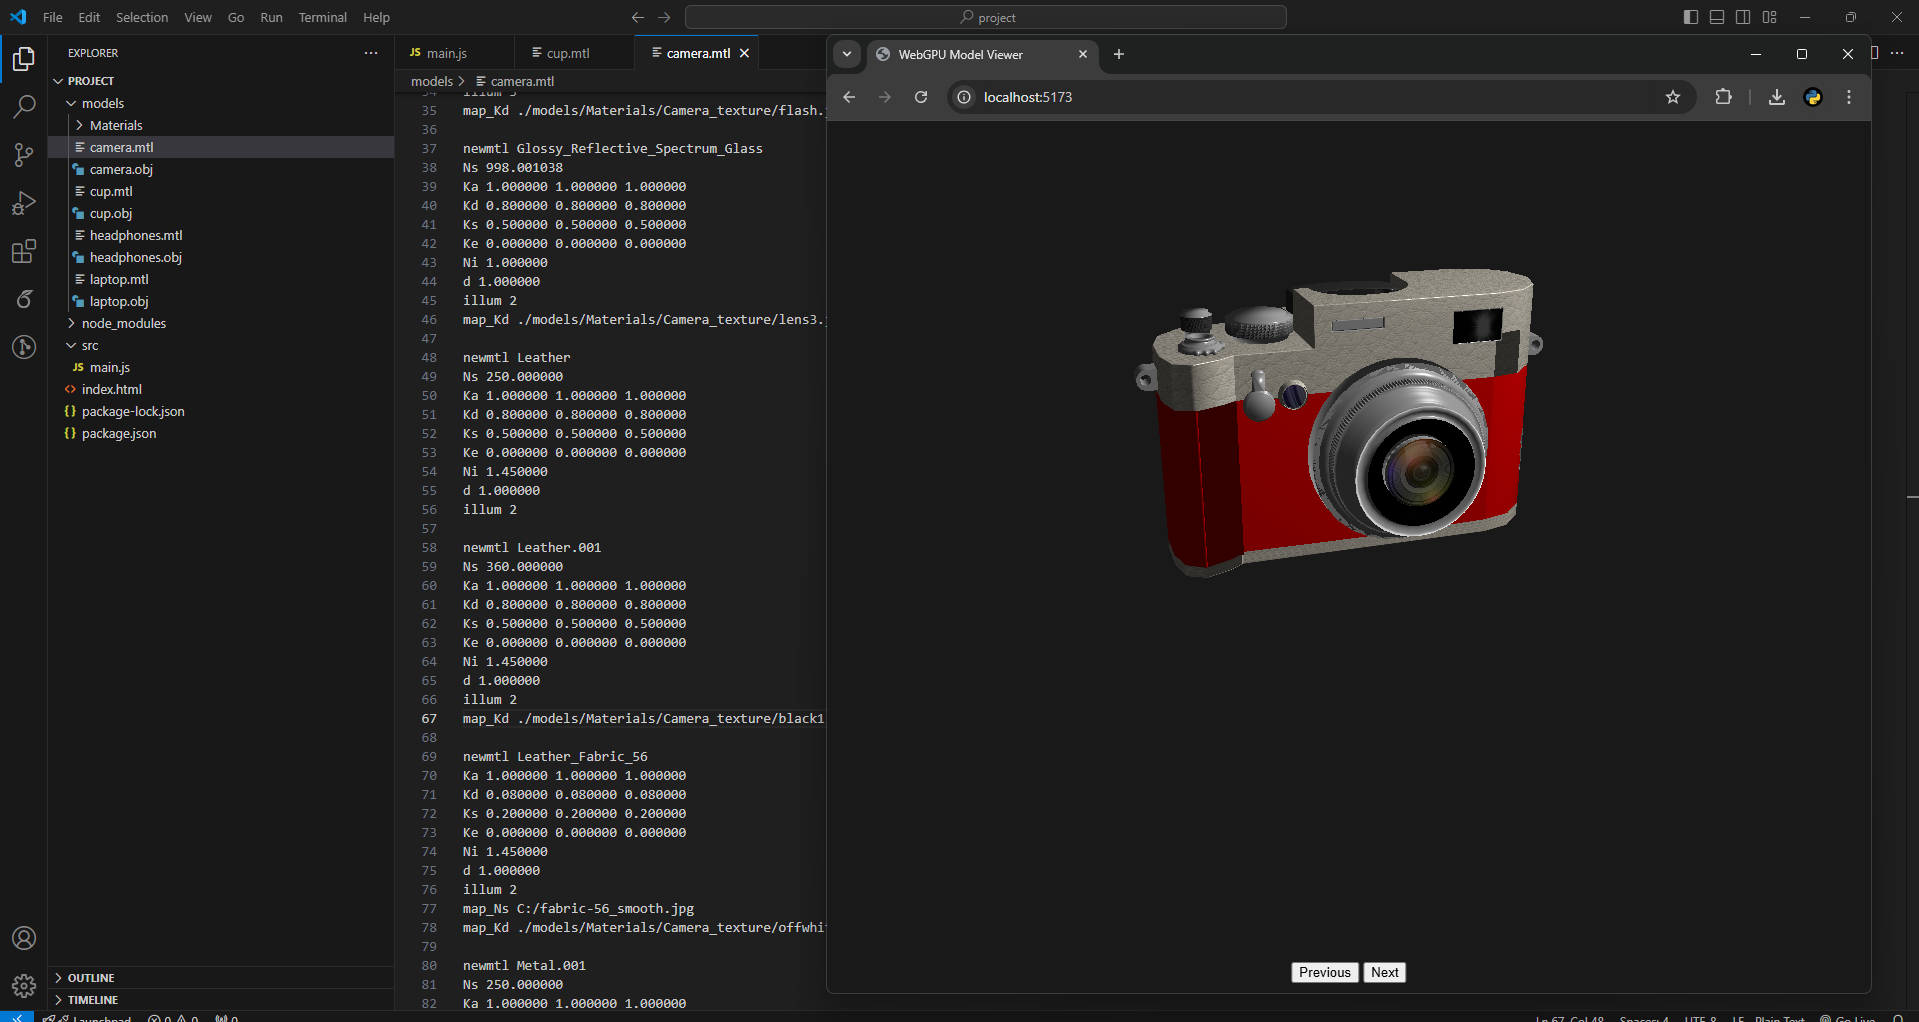 File Edit Selection View Go Run Terminal Help
project
EXPLORER
PROJECT
models
Materials
camera.mtl
camera.obj
cup.mtl
cup.obj
headphones.mtl
headphones.obj
laptop.mtl
laptop.obj
node_modules
src
JS main.js
<> index.html
{} package-lock.json
{} package.json
OUTLINE
TIMELINE
JS main.js
cup.mtl
camera.mtl
models > camera.mtl
34 illum 3
35 map_Kd ./models/Materials/Camera_texture/flash.
36
37 newmtl Glossy_Reflective_Spectrum_Glass
38 Ns 998.001038
39 Ka 1.000000 1.000000 1.000000
40 Kd 0.800000 0.800000 0.800000
41 Ks 0.500000 0.500000 0.500000
42 Ke 0.000000 0.000000 0.000000
43 Ni 1.000000
44 d 1.000000
45 illum 2
46 map_Kd ./models/Materials/Camera_texture/lens3.
47
48 newmtl Leather
49 Ns 250.000000
50 Ka 1.000000 1.000000 1.000000
51 Kd 0.800000 0.800000 0.800000
52 Ks 0.500000 0.500000 0.500000
53 Ke 0.000000 0.000000 0.000000
54 Ni 1.450000
55 d 1.000000
56 illum 2
57
58 newmtl Leather.001
59 Ns 360.000000
60 Ka 1.000000 1.000000 1.000000
61 Kd 0.800000 0.800000 0.800000
62 Ks 0.500000 0.500000 0.500000
63 Ke 0.000000 0.000000 0.000000
64 Ni 1.450000
65 d 1.000000
66 illum 2
67 map_Kd ./models/Materials/Camera_texture/black1
68
69 newmtl Leather_Fabric_56
70 Ka 1.000000 1.000000 1.000000
71 Kd 0.080000 0.080000 0.080000
72 Ks 0.200000 0.200000 0.200000
73 Ke 0.000000 0.000000 0.000000
74 Ni 1.450000
75 d 1.000000
76 illum 2
77 map_Ns C:/fabric-56_smooth.jpg
78 map_Kd ./models/Materials/Camera_texture/offwhi
79
80 newmtl Metal.001
81 Ns 250.000000
82 Ka 1.000000 1.000000 1.000000
WebGPU Model Viewer
localhost:5173
Previous Next
Launchpad 0 0 0
Ln 67, Col 48 Spaces: 4 UTF-8 LF Plain Text Go Live